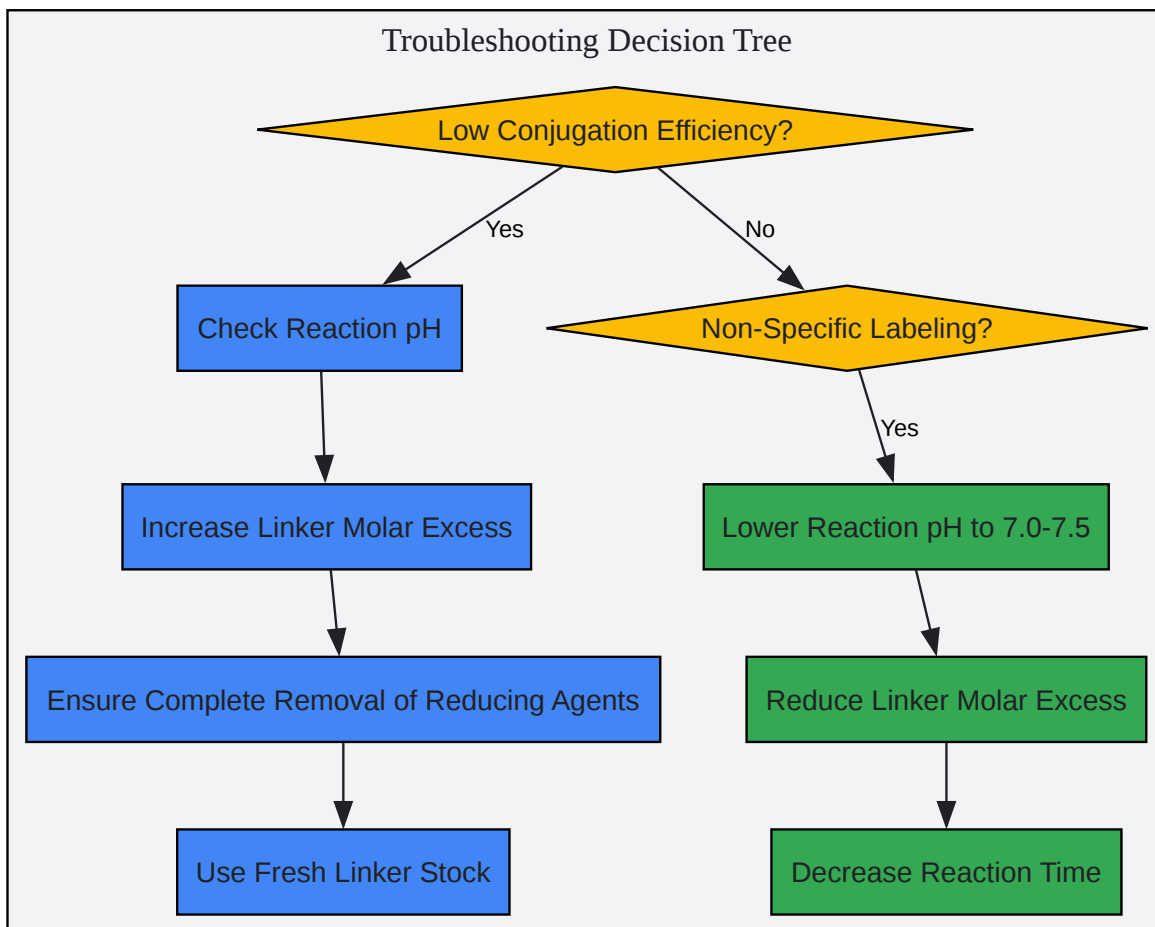 Troubleshooting Decision Tree
Low Conjugation Efficiency?
Yes
No
Check Reaction pH
Non-Specific Labeling?
Yes
Increase Linker Molar Excess
Lower Reaction pH to 7.0-7.5
Ensure Complete Removal of Reducing Agents
Reduce Linker Molar Excess
Use Fresh Linker Stock
Decrease Reaction Time